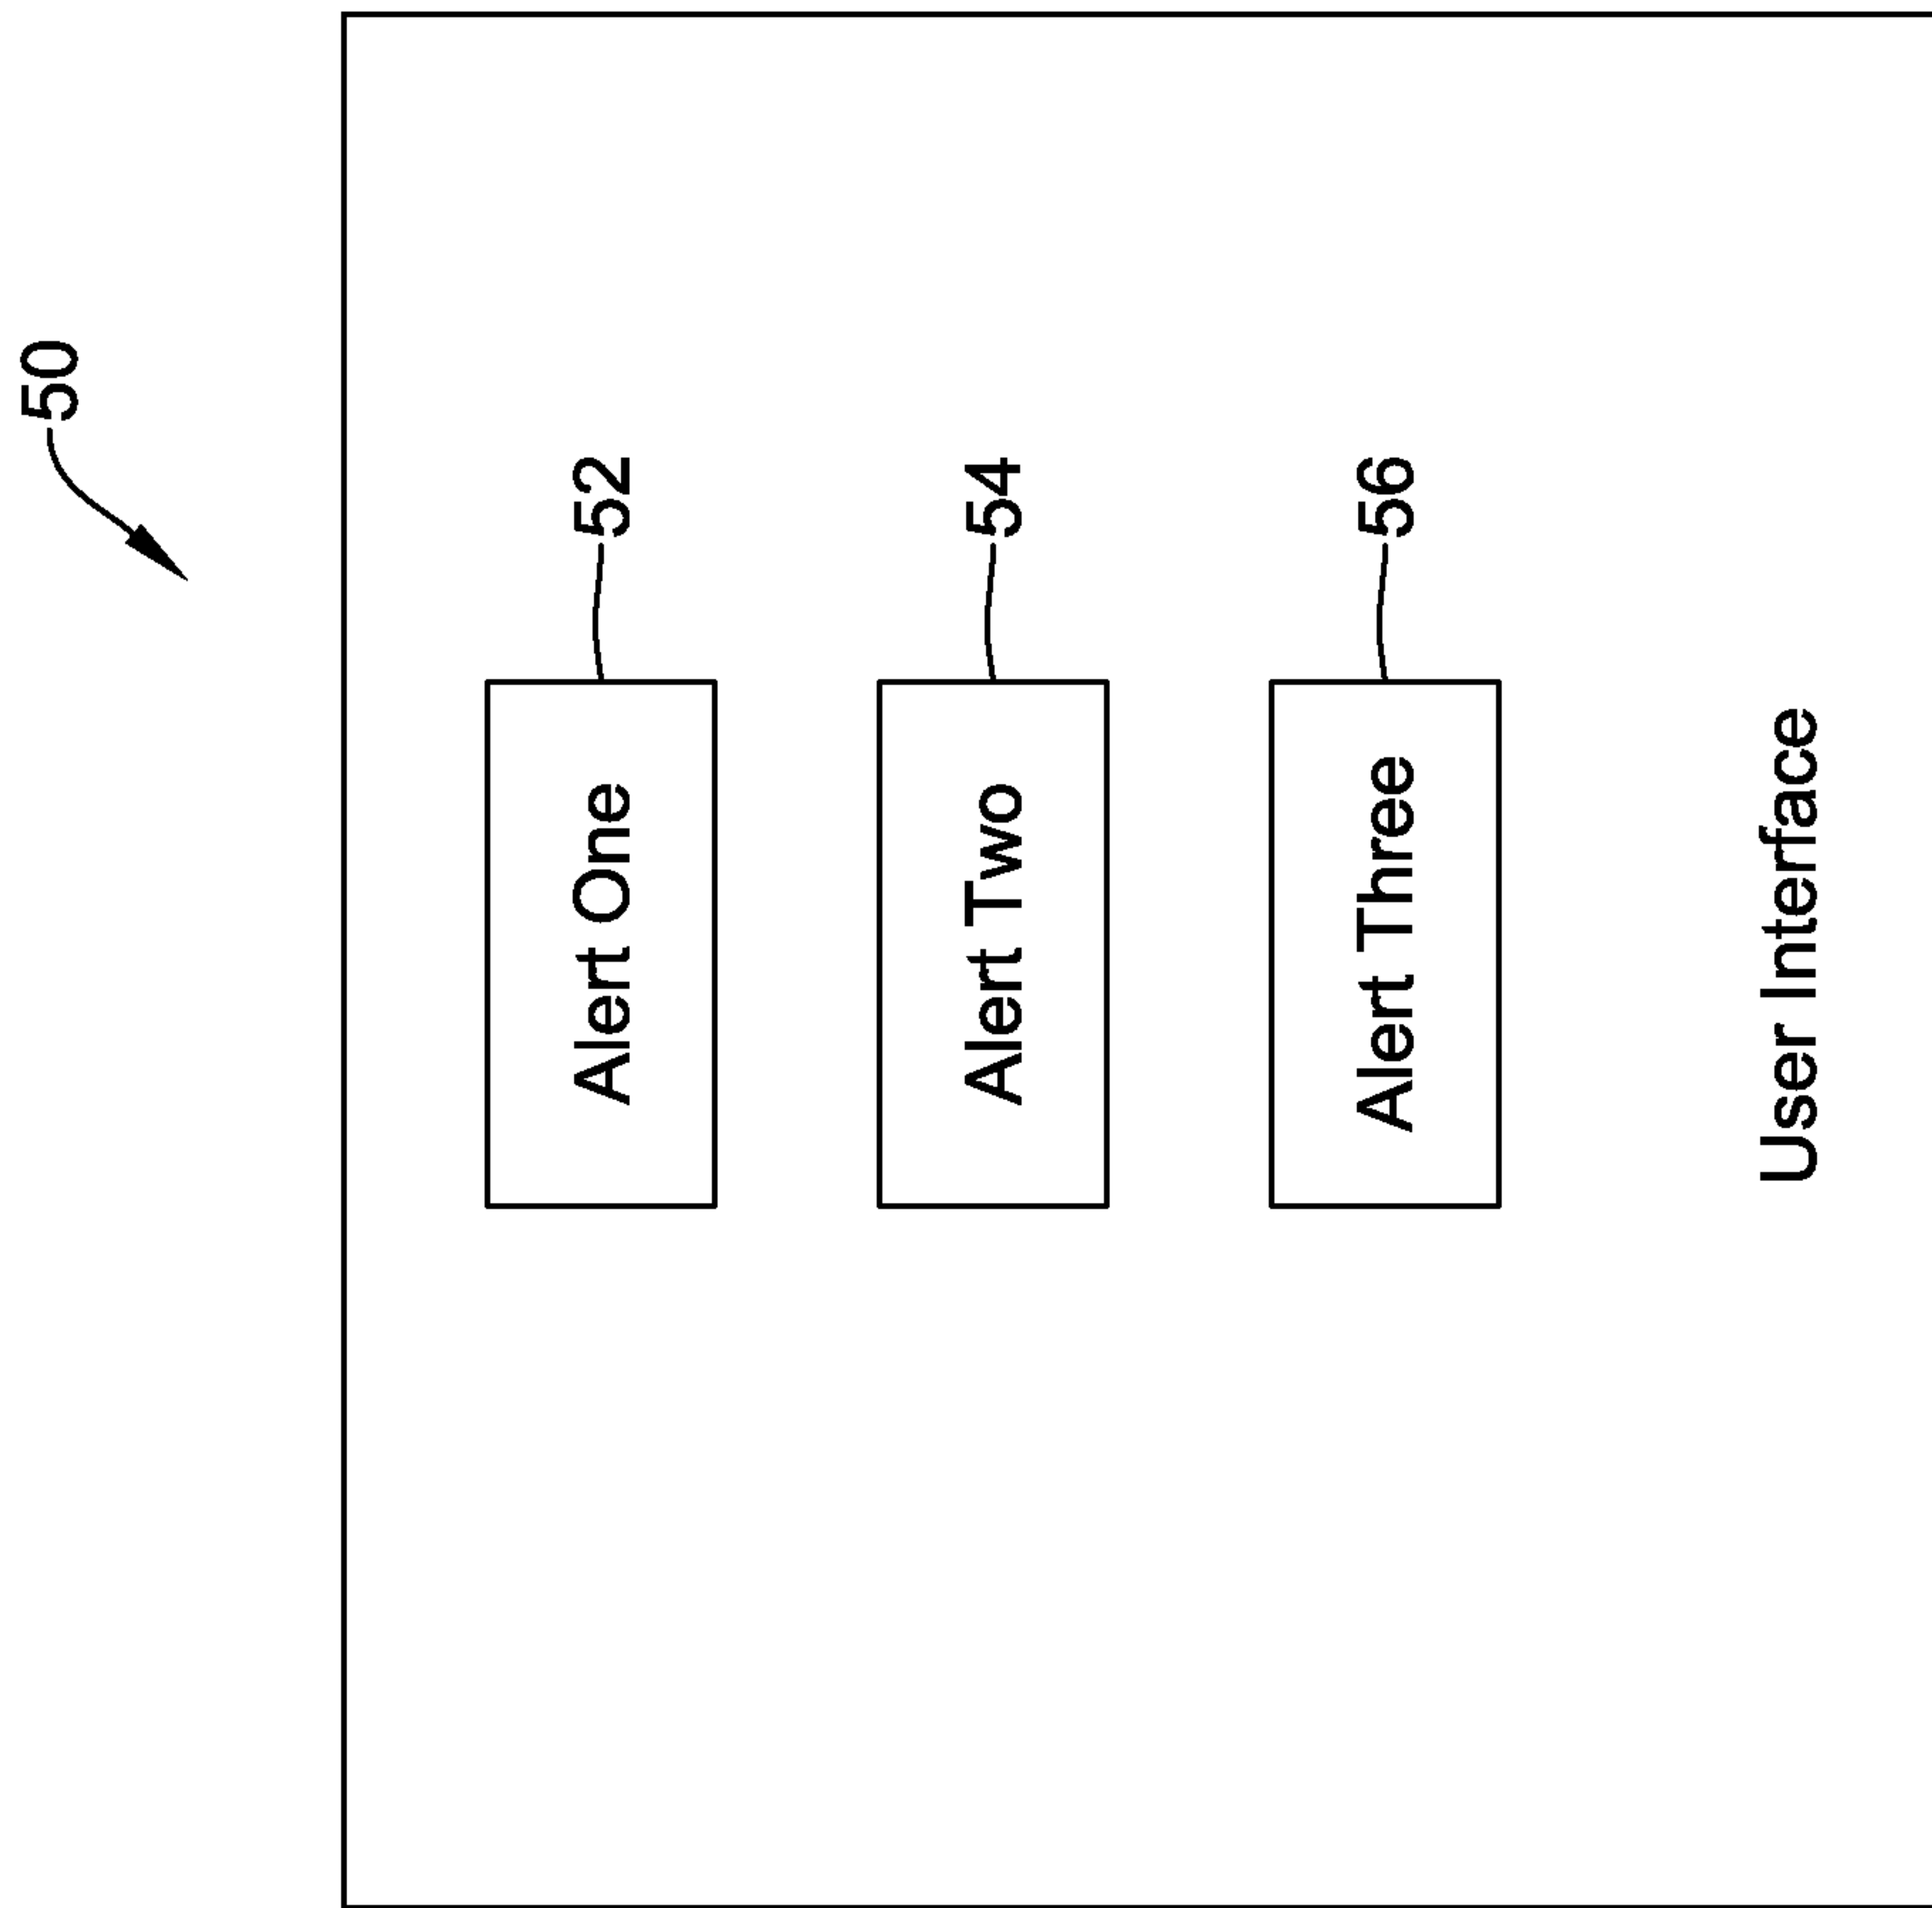 50
Alert One
52
Alert Two
54
Alert Three
56
User Interface